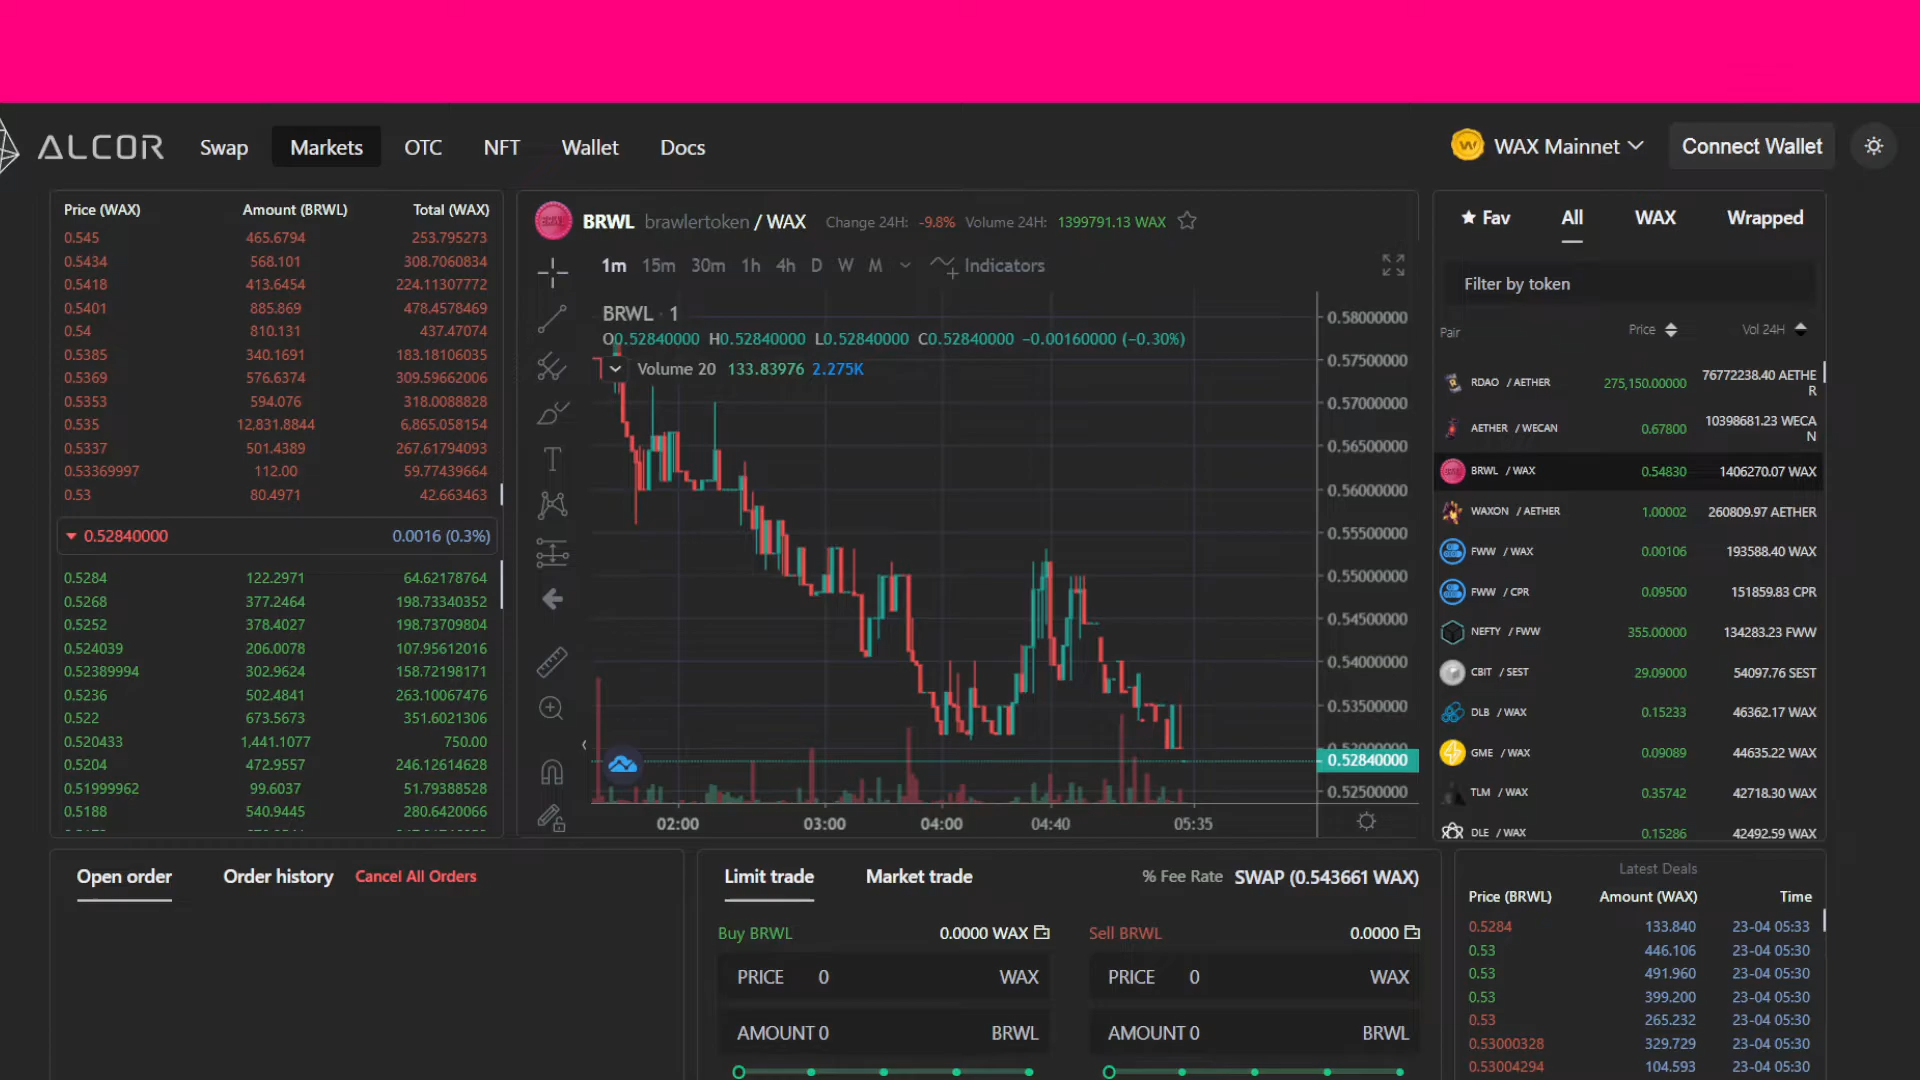 ALCOR
Swap
Markets
OTC
NFT
Wallet
Docs
WAX Mainnet
Connect Wallet
Price (WAX) Amount (BRWL) Total (WAX)
0.545 465.6794 253.795273
0.5434 568.101 308.7060834
0.5418 413.6454 224.11307772
0.5401 885.869 478.4578469
0.54 810.131 437.47074
0.5385 340.1691 183.18106035
0.5369 576.6374 309.59662006
0.5353 594.076 318.0088828
0.535 12,831.8844 6,865.058154
0.5337 501.4389 267.61794093
0.53369997 112.00 59.77439664
0.53 80.4971 42.663463
0.52840000 0.0016 (0.3%)
0.5284 122.2971 64.62178764
0.5268 377.2464 198.73340352
0.5252 378.4027 198.73709804
0.524039 206.0078 107.95612016
0.52389994 302.9624 158.72198171
0.5236 502.4841 263.10067476
0.522 673.5673 351.6021306
0.520433 1,441.1077 750.00
0.5204 472.9557 246.12614628
0.51999962 99.6037 51.79388528
0.5188 540.9445 280.6420066
BRWL brawlertoken / WAX Change 24H: -9.8% Volume 24H: 1399791.13 WAX
1m 15m 30m 1h 4h D W M Indicators
BRWL · 1
O0.52840000 H0.52840000 L0.52840000 C0.52840000 −0.00160000 (−0.30%)
Volume 20 133.83976 2.275K
0.58000000
0.57500000
0.57000000
0.56500000
0.56000000
0.55500000
0.55000000
0.54500000
0.54000000
0.53500000
0.53000000
0.52840000
0.52500000
02:00 03:00 04:00 04:40 05:35
Fav All WAX Wrapped
Filter by token
Pair Price Vol 24H
RDAO / AETHER 275,150.00000 76772238.40 AETHE
R
AETHER / WECAN 0.67800 10398681.23 WECA
N
BRWL / WAX 0.54830 1406270.07 WAX
WAXON / AETHER 1.00002 260809.97 AETHER
FWW / WAX 0.00106 193588.40 WAX
FWW / CPR 0.09500 151859.83 CPR
NEFTY / FWW 355.00000 134283.23 FWW
CBIT / SEST 29.09000 54097.76 SEST
DLB / WAX 0.15233 46362.17 WAX
GME / WAX 0.09089 44635.22 WAX
TLM / WAX 0.35742 42718.30 WAX
DLE / WAX 0.15286 42492.59 WAX
Open order Order history Cancel All Orders
Limit trade Market trade % Fee Rate SWAP (0.543661 WAX)
Buy BRWL 0.0000 WAX
PRICE 0 WAX
AMOUNT 0 BRWL
Sell BRWL 0.0000
PRICE 0 WAX
AMOUNT 0 BRWL
Latest Deals
Price (BRWL) Amount (WAX) Time
0.5284 133.840 23-04 05:33
0.53 446.106 23-04 05:30
0.53 491.960 23-04 05:30
0.53 399.200 23-04 05:30
0.53 265.232 23-04 05:30
0.53000328 329.729 23-04 05:30
0.53004294 104.593 23-04 05:30